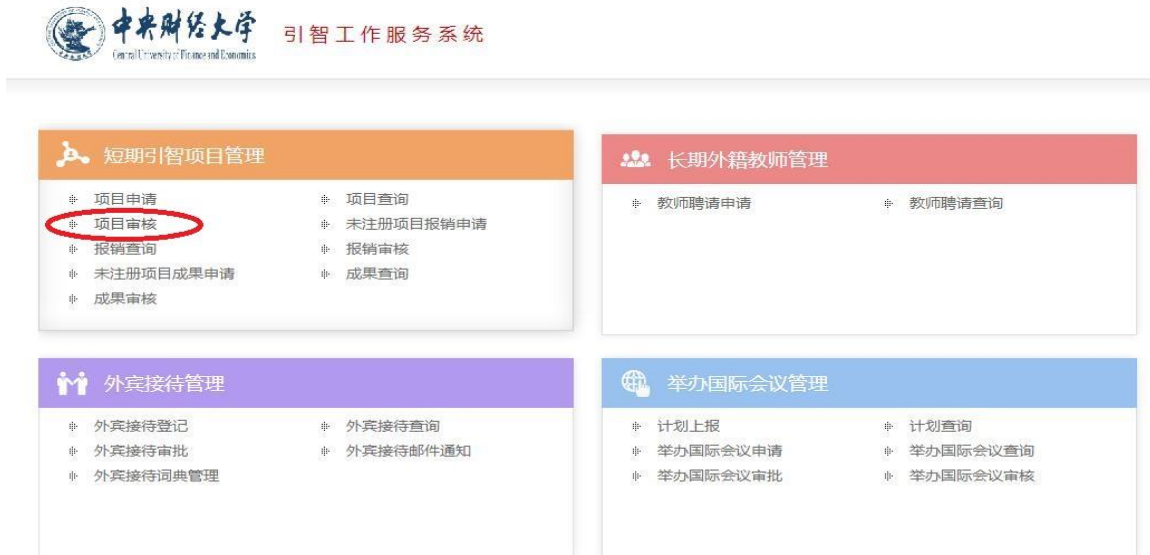 中央财经大学
Central University of Finance and Economics
引智工作服务系统
短期引智项目管理
项目申请 项目查询
项目审核 未注册项目报销申请
报销查询 报销审核
未注册项目成果申请 成果查询
成果审核
长期外籍教师管理
教师聘请申请 教师聘请查询
外宾接待管理
外宾接待登记 外宾接待查询
外宾接待审批 外宾接待邮件通知
外宾接待词典管理
举办国际会议管理
计划上报 计划查询
举办国际会议申请 举办国际会议查询
举办国际会议审批 举办国际会议审核